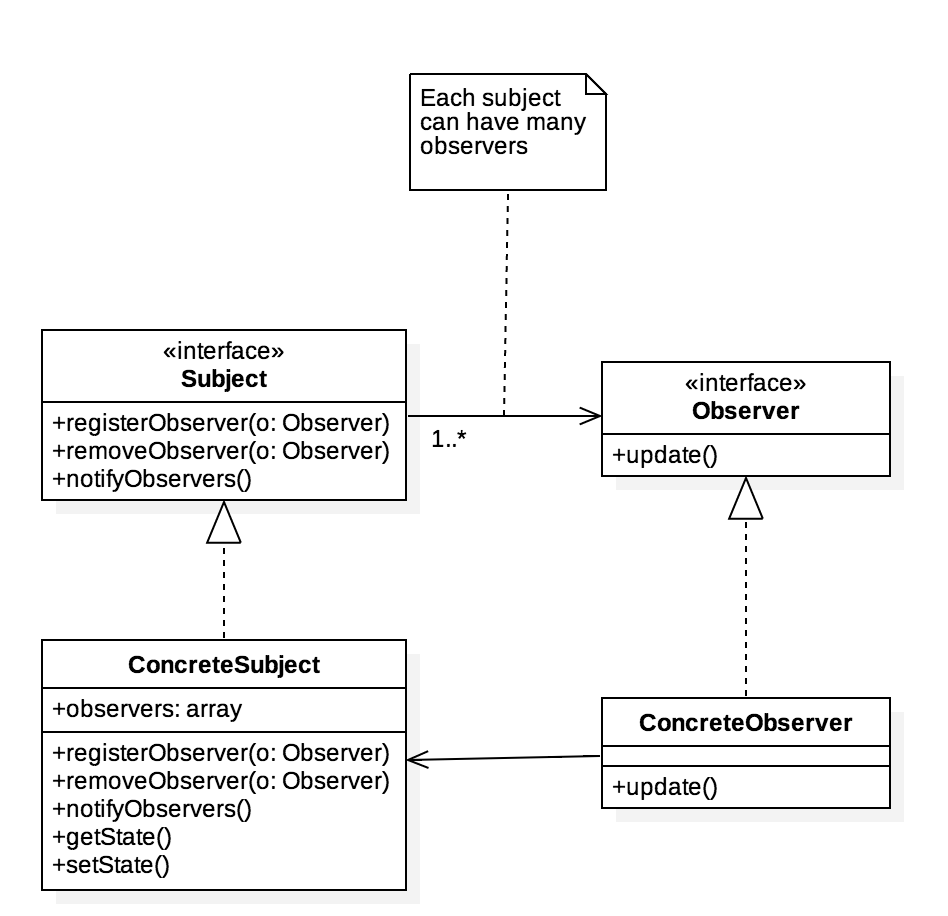 Each subject
can have many
observers
«interface»
Subject
+registerObserver(o: Observer)
+removeObserver(o: Observer)
+notifyObservers()
1..*
«interface»
Observer
+update()
ConcreteSubject
+observers: array
+registerObserver(o: Observer)
+removeObserver(o: Observer)
+notifyObservers()
+getState()
+setState()
ConcreteObserver
+update()